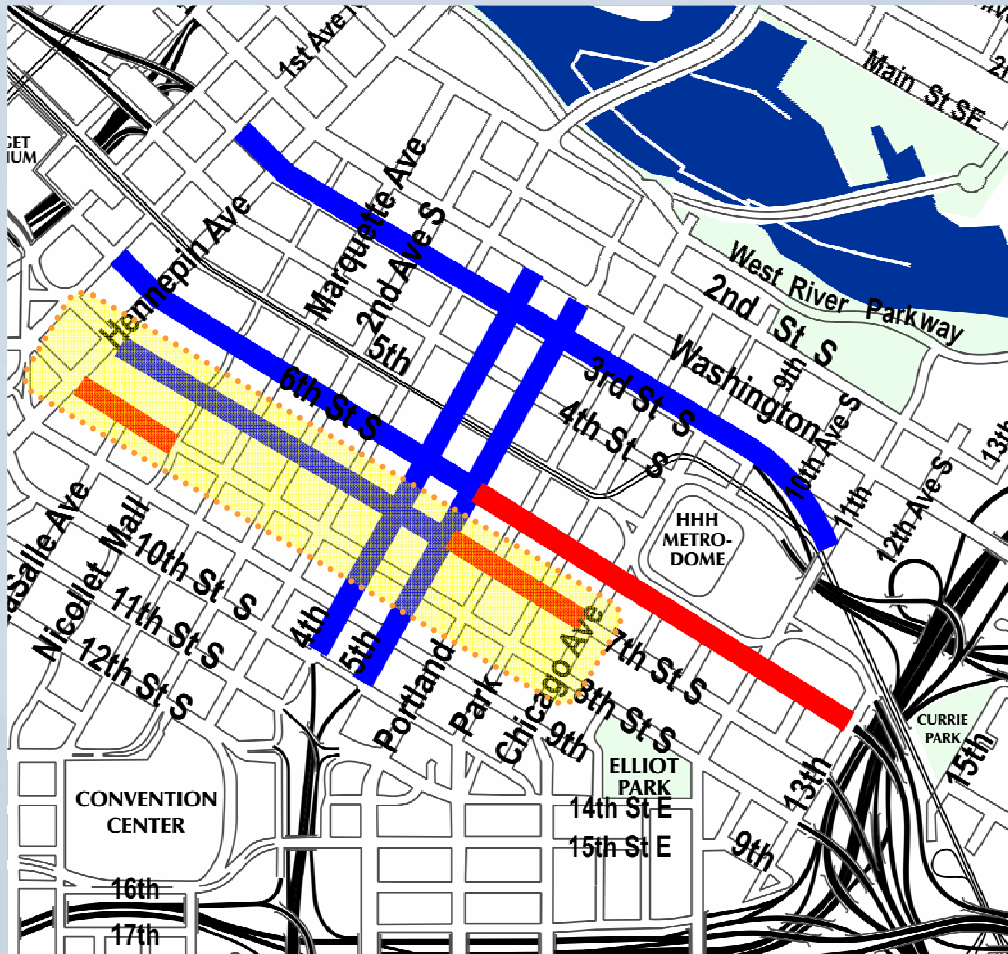 1st Ave N
Main St SE
2n
GET
IUM
Marquette Ave
2nd Ave S
Hennepin Ave
West River Parkway
2nd St S
Washington
9th
5th
6th St S
3rd St S
4th St S
10th Ave S
11th
12th Ave S
13th
HHH
METRO-
DOME
aSalle Ave
Nicollet Mall
10th St S
11th St S
12th St S
4th
5th
Portland
Park
Chicago Ave
7th St S
8th St S
9th
ELLIOT
PARK
14th St E
15th St E
CURRIE
PARK
15th
13th
9th
CONVENTION
CENTER
16th
17th